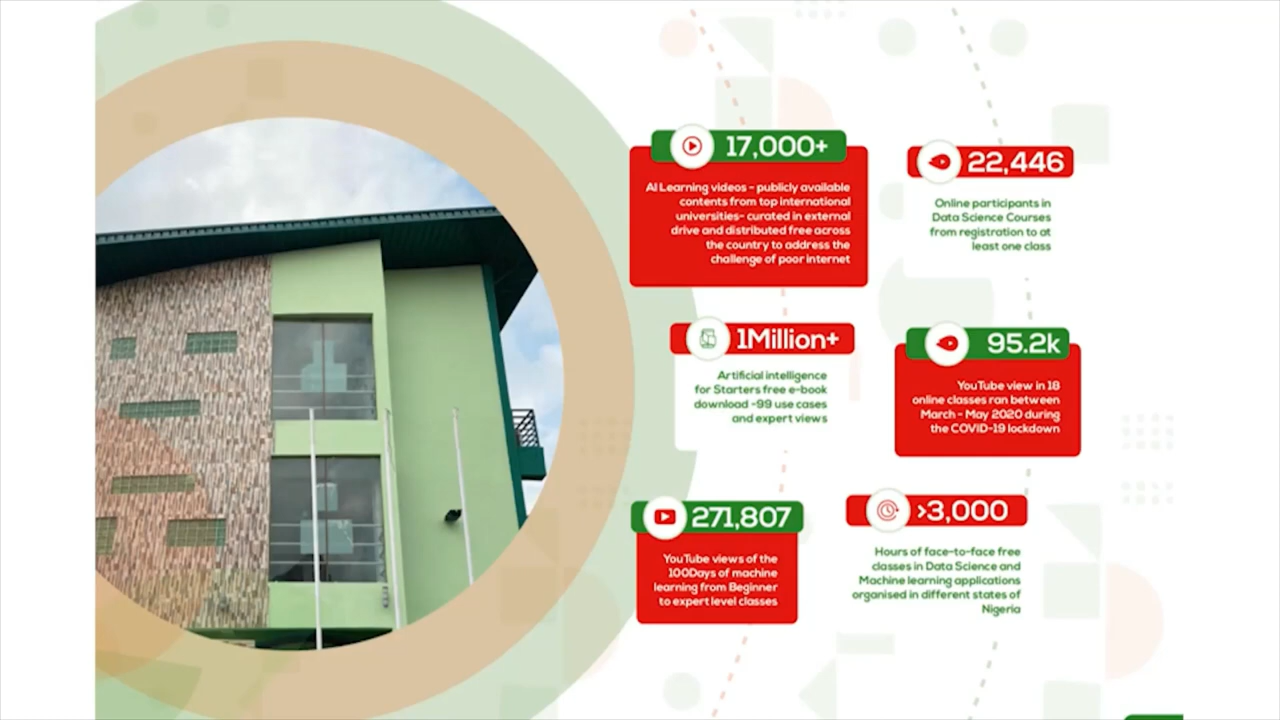 17,000+
AI Learning videos - publicly available
contents from top international
universities- curated in external
drive and distributed free across
the country to address the
challenge of poor internet
22,446
Online participants in
Data Science Courses
from registration to at
least one class
1Million+
Artificial intelligence
for Starters free e-book
download -99 use cases
and expert views
95.2k
YouTube view in 18
online classes ran between
March - May 2020 during
the COVID-19 lockdown
271,807
YouTube views of the
100Days of machine
learning from Beginner
to expert level classes
>3,000
Hours of face-to-face free
classes in Data Science and
Machine learning applications
organised in different states of
Nigeria